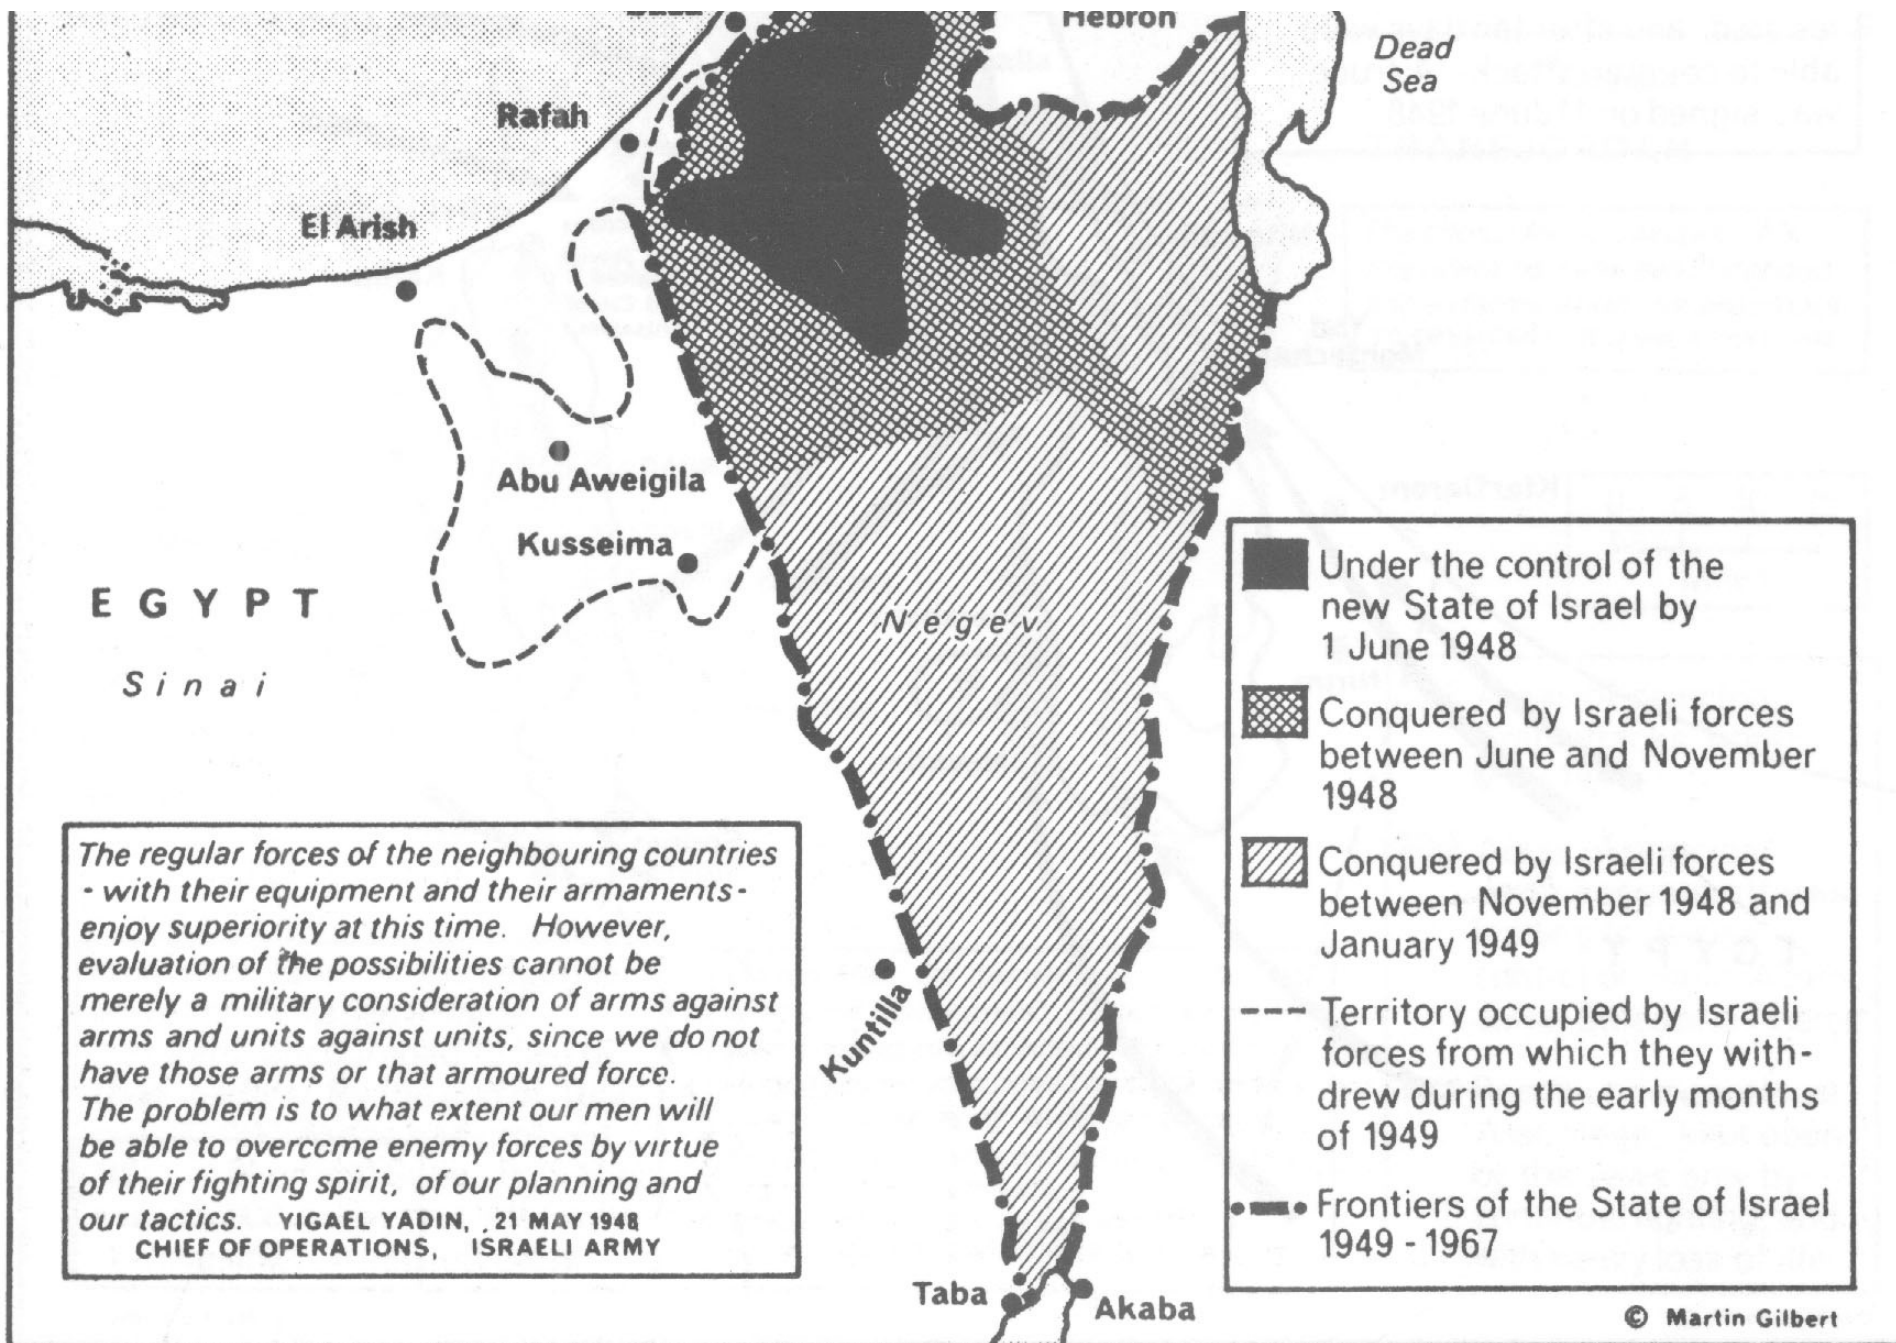 Hebron
Dead
Sea
Rafah
El Arish
Abu Aweigila
Kusseima
EGYPT
Sinai
Negev
Kuntilla
Taba
Akaba
The regular forces of the neighbouring countries
- with their equipment and their armaments -
enjoy superiority at this time. However,
evaluation of the possibilities cannot be
merely a military consideration of arms against
arms and units against units, since we do not
have those arms or that armoured force.
The problem is to what extent our men will
be able to overcome enemy forces by virtue
of their fighting spirit, of our planning and
our tactics. YIGAEL YADIN, 21 MAY 1948
CHIEF OF OPERATIONS, ISRAELI ARMY
Under the control of the
new State of Israel by
1 June 1948
Conquered by Israeli forces
between June and November
1948
Conquered by Israeli forces
between November 1948 and
January 1949
Territory occupied by Israeli
forces from which they with-
drew during the early months
of 1949
Frontiers of the State of Israel
1949 - 1967
© Martin Gilbert